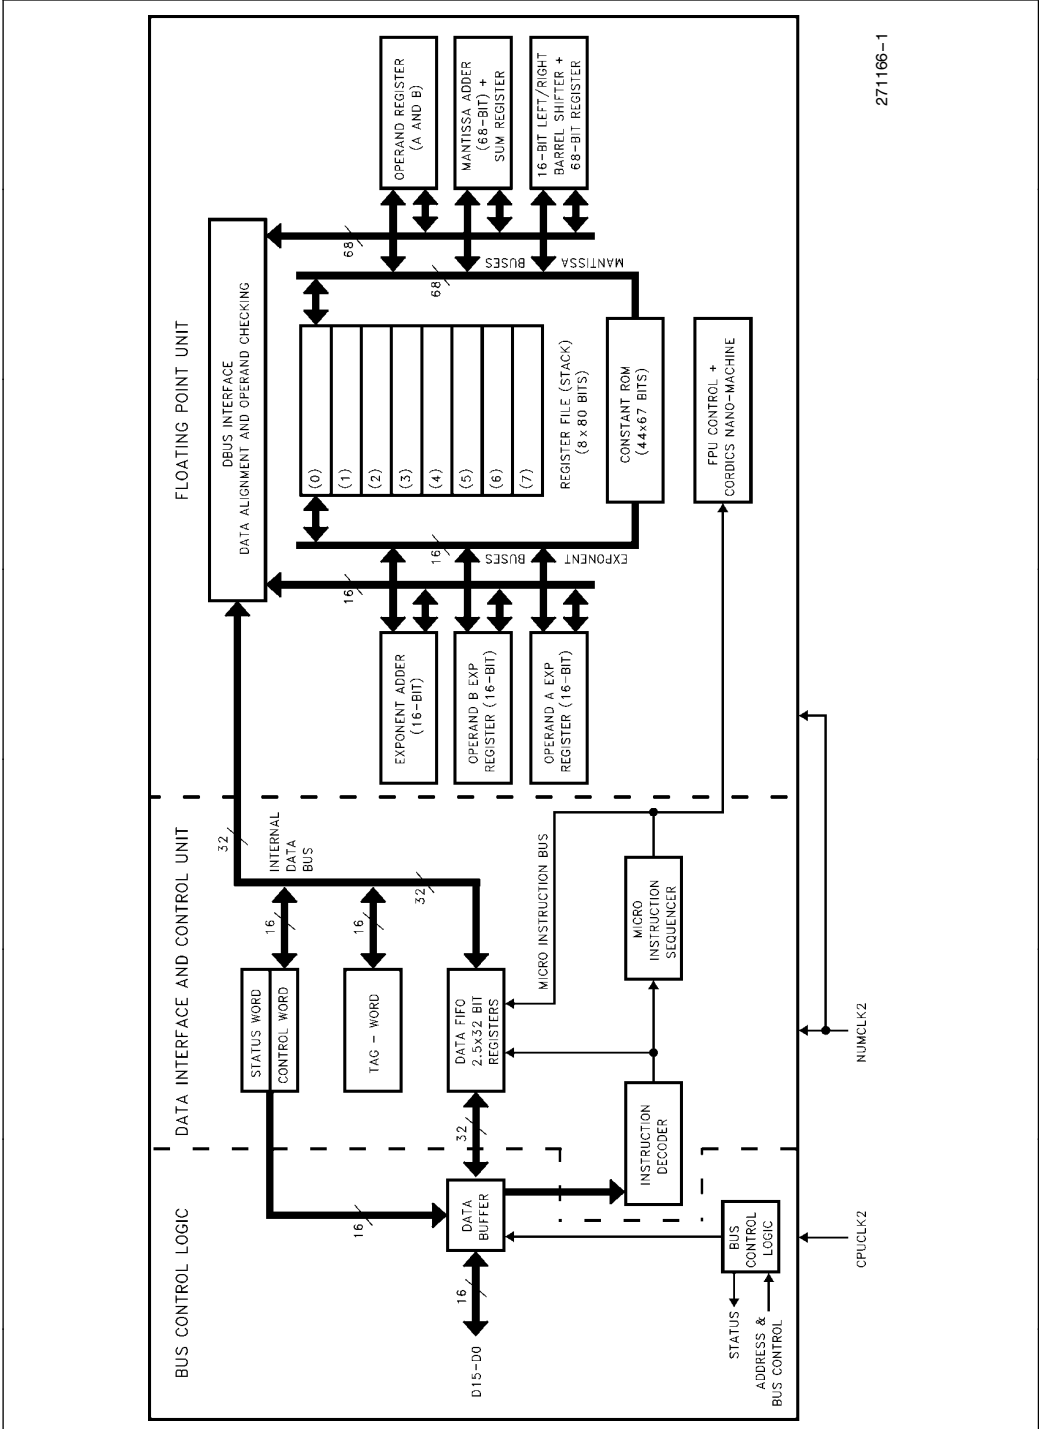 BUS CONTROL LOGIC
DATA INTERFACE AND CONTROL UNIT
FLOATING POINT UNIT
STATUS WORD
CONTROL WORD
16
16
INTERNAL
DATA
BUS
32
DBUS INTERFACE
DATA ALIGNMENT AND OPERAND CHECKING
TAG – WORD
16
32
D15–D0
16
DATA
BUFFER
32
DATA FIFO
2.5x32 BIT
REGISTERS
MICRO INSTRUCTION BUS
INSTRUCTION
DECODER
MICRO
INSTRUCTION
SEQUENCER
STATUS
ADDRESS &
BUS CONTROL
BUS
CONTROL
LOGIC
CPUCLK2
NUMCLK2
EXPONENT ADDER
(16–BIT)
OPERAND B EXP
REGISTER (16–BIT)
OPERAND A EXP
REGISTER (16–BIT)
16
16
EXPONENT BUSES
(0)
(1)
(2)
(3)
(4)
(5)
(6)
(7)
REGISTER FILE (STACK)
(8 x 80 BITS)
CONSTANT ROM
(44x67 BITS)
FPU CONTROL +
CORDICS NANO–MACHINE
68
68
MANTISSA BUSES
OPERAND REGISTER
(A AND B)
MANTISSA ADDER
(68–BIT) +
SUM REGISTER
16–BIT LEFT/RIGHT
BARREL SHIFTER +
68–BIT REGISTER
271166–1